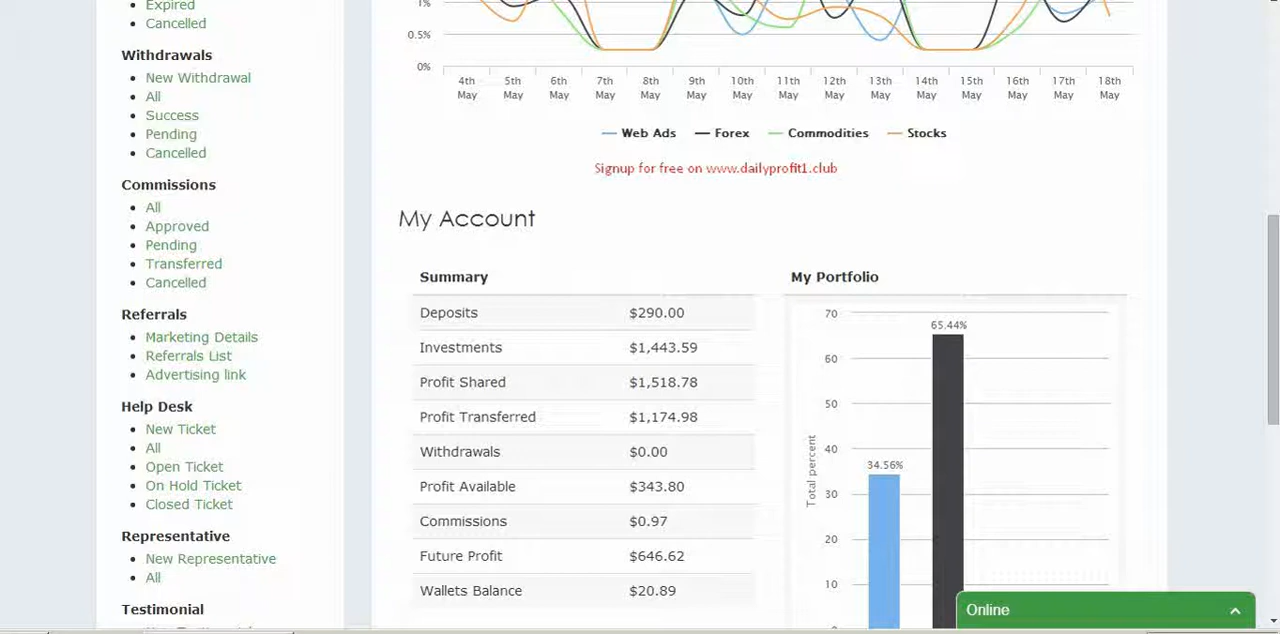 Expired
Cancelled
Withdrawals
New Withdrawal
All
Success
Pending
Cancelled
Commissions
All
Approved
Pending
Transferred
Cancelled
Referrals
Marketing Details
Referrals List
Advertising link
Help Desk
New Ticket
All
Open Ticket
On Hold Ticket
Closed Ticket
Representative
New Representative
All
Testimonial
1%
0.5%
0%
4th May 5th May 6th May 7th May 8th May 9th May 10th May 11th May 12th May 13th May 14th May 15th May 16th May 17th May 18th May
Web Ads Forex Commodities Stocks
Signup for free on www.dailyprofit1.club
My Account
Summary
Deposits $290.00
Investments $1,443.59
Profit Shared $1,518.78
Profit Transferred $1,174.98
Withdrawals $0.00
Profit Available $343.80
Commissions $0.97
Future Profit $646.62
Wallets Balance $20.89
My Portfolio
Total percent
70
60
50
40
30
20
10
65.44%
34.56%
Online